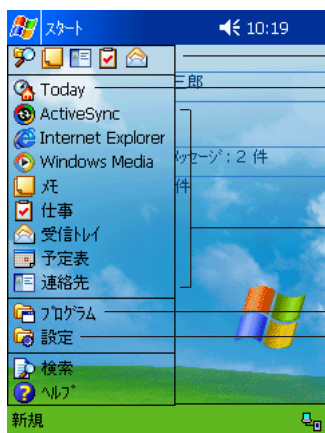 スタート 10:19
Today
三郎
ActiveSync
Internet Explorer
Windows Media
メッセージ: 2 件
メモ
件
仕事
受信トレイ
予定表
連絡先
プログラム
設定
検索
ヘルプ
新規